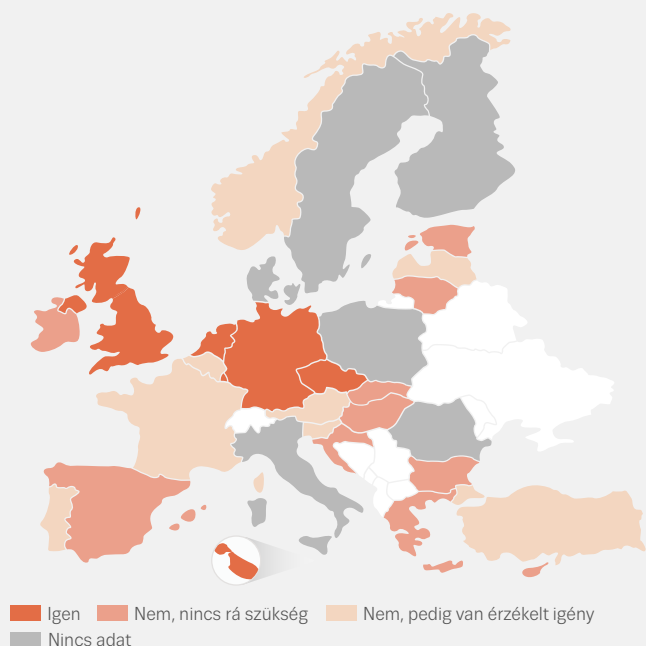 Igen Nem, nincs rá szükség Nem, pedig van érzékelt igény
Nincs adat